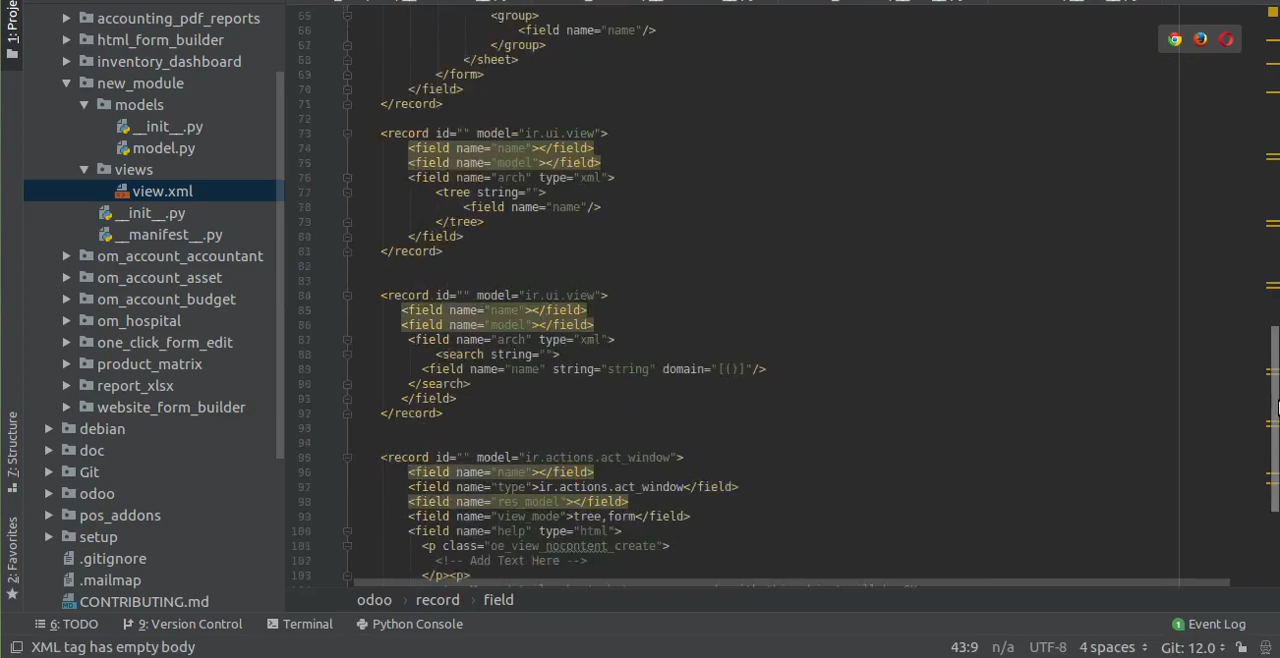 1: Proje
accounting_pdf_reports
html_form_builder
inventory_dashboard
new_module
models
__init__.py
model.py
views
view.xml
__init__.py
__manifest__.py
om_account_accountant
om_account_asset
om_account_budget
om_hospital
one_click_form_edit
product_matrix
report_xlsx
website_form_builder
debian
doc
Git
odoo
pos_addons
setup
.gitignore
.mailmap
CONTRIBUTING.md
7: Structure
2: Favorites
65 <group>
66 <field name="name"/>
67 </group>
68 </sheet>
69 </form>
70 </field>
71 </record>
72
73 <record id="" model="ir.ui.view">
74 <field name="name"></field>
75 <field name="model"></field>
76 <field name="arch" type="xml">
77 <tree string="">
78 <field name="name"/>
79 </tree>
80 </field>
81 </record>
82
83
84 <record id="" model="ir.ui.view">
85 <field name="name"></field>
86 <field name="model"></field>
87 <field name="arch" type="xml">
88 <search string="">
89 <field name="name" string="string" domain="[()]"/>
90 </search>
91 </field>
92 </record>
93
94
95 <record id="" model="ir.actions.act_window">
96 <field name="name"></field>
97 <field name="type">ir.actions.act_window</field>
98 <field name="res_model"></field>
99 <field name="view_mode">tree,form</field>
100 <field name="help" type="html">
101 <p class="oe_view_nocontent_create">
102 <!-- Add Text Here -->
103 </p><p>
odoo › record › field
6: TODO 9: Version Control Terminal Python Console 1 Event Log
XML tag has empty body 43:9 n/a UTF-8 4 spaces Git: 12.0